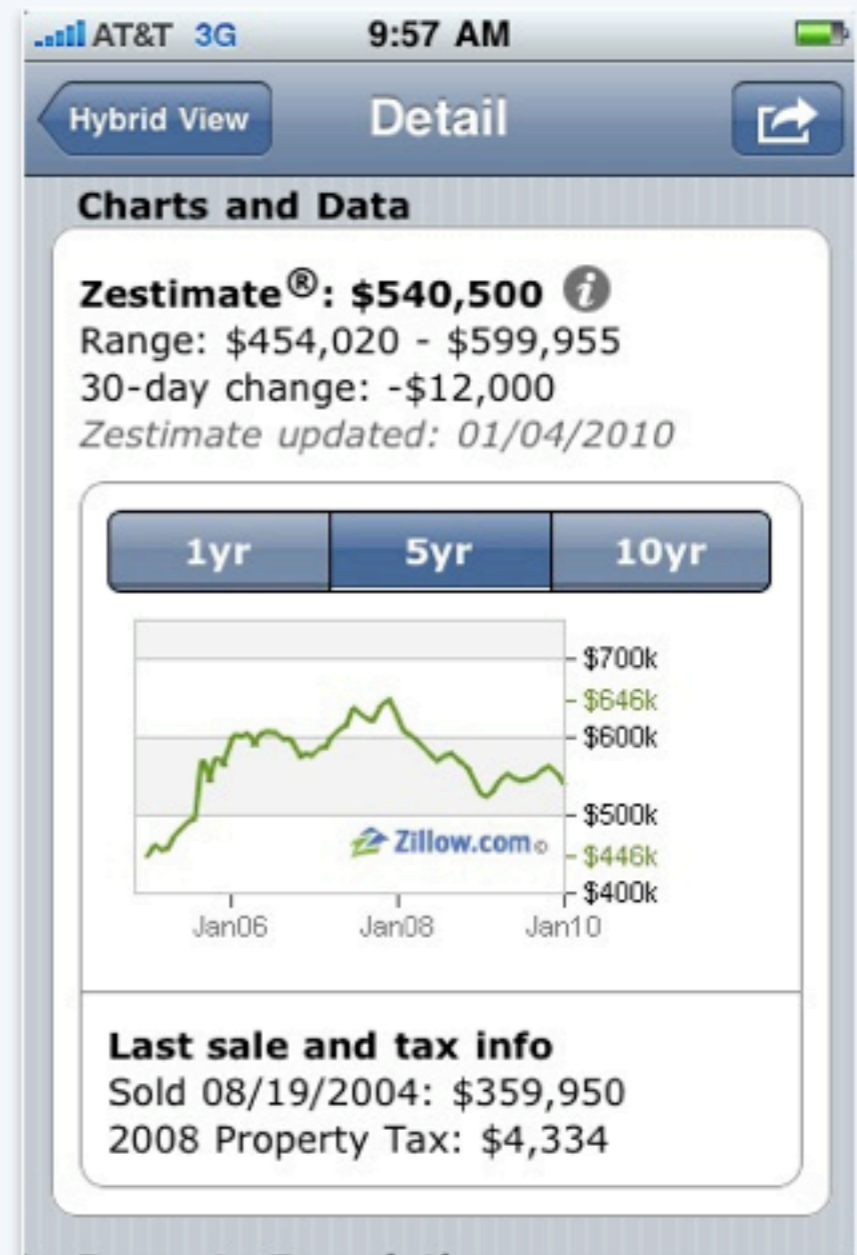 AT&T 3G 9:57 AM
Hybrid View Detail
Charts and Data
Zestimate®: $540,500 i
Range: $454,020 - $599,955
30-day change: -$12,000
Zestimate updated: 01/04/2010
1yr 5yr 10yr
$700k
$646k
$600k
$500k
Zillow.com©
$446k
$400k
Jan06 Jan08 Jan10
Last sale and tax info
Sold 08/19/2004: $359,950
2008 Property Tax: $4,334